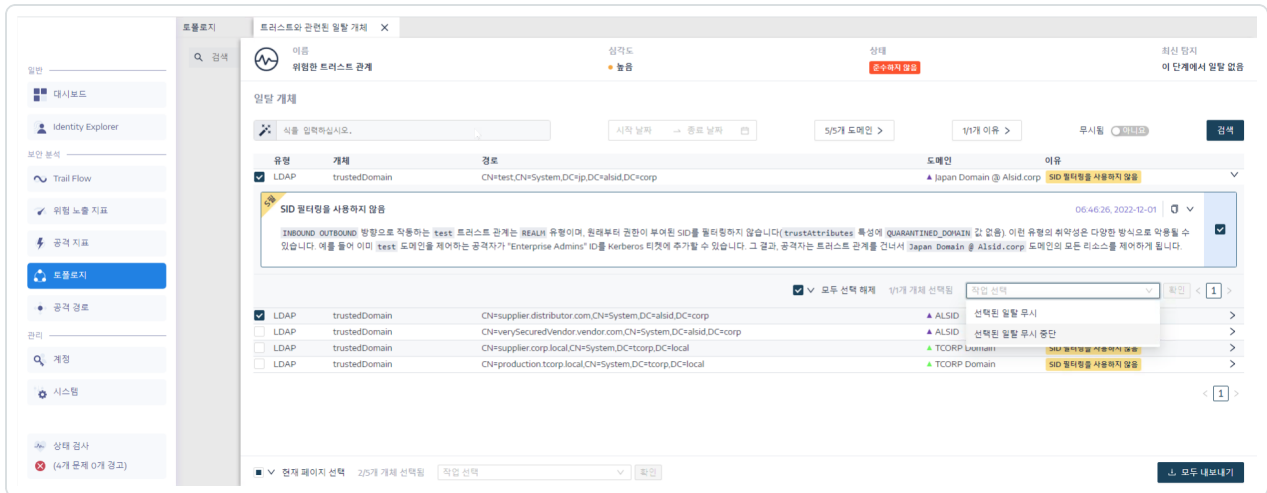 토폴로지
트러스트와 관련된 일탈 개체
검색
이름
위험한 트러스트 관계
심각도
높음
상태
준수하지 않음
최신 탐지
이 단계에서 일탈 없음
일반
대시보드
Identity Explorer
보안 분석
Trail Flow
위험 노출 지표
공격 지표
토폴로지
공격 경로
관리
계정
시스템
상태 검사
(4개 문제 0개 경고)
일탈 개체
식을 입력하십시오.
시작 날짜 → 종료 날짜
5/5개 도메인 >
1/1개 이유 >
무시됨 아니요
검색
유형 개체 경로 도메인 이유
LDAP trustedDomain CN=test,CN=System,DC=jp,DC=alsid,DC=corp Japan Domain @ Alsid.corp SID 필터링을 사용하지 않음
SID 필터링을 사용하지 않음
06:46:26, 2022-12-01
INBOUND OUTBOUND 방향으로 작동하는 test 트러스트 관계는 REALM 유형이며, 원래부터 권한이 부여된 SID를 필터링하지 않습니다(trustAttributes 특성에 QUARANTINED_DOMAIN 값 없음). 이런 유형의 취약성은 다양한 방식으로 악용될 수
있습니다. 예를 들어 이미 test 도메인을 제어하는 공격자가 "Enterprise Admins" ID를 Kerberos 티켓에 추가할 수 있습니다. 그 결과, 공격자는 트러스트 관계를 건너서 Japan Domain @ Alsid.corp 도메인의 모든 리소스를 제어하게 됩니다.
모두 선택 해제 1/1개 개체 선택됨 작업 선택 확인 < 1 >
선택된 일탈 무시
선택된 일탈 무시 중단
LDAP trustedDomain CN=supplier.distributor.com,CN=System,DC=alsid,DC=corp ALSID
LDAP trustedDomain CN=verySecuredVendor.vendor.com,CN=System,DC=alsid,DC=corp ALSID
LDAP trustedDomain CN=supplier.corp.local,CN=System,DC=tcorp,DC=local TCORP Domain SID 필터링을 사용하지 않음
LDAP trustedDomain CN=production.tcorp.local,CN=System,DC=tcorp,DC=local TCORP Domain SID 필터링을 사용하지 않음
< 1 >
현재 페이지 선택 2/5개 개체 선택됨 작업 선택 확인
모두 내보내기